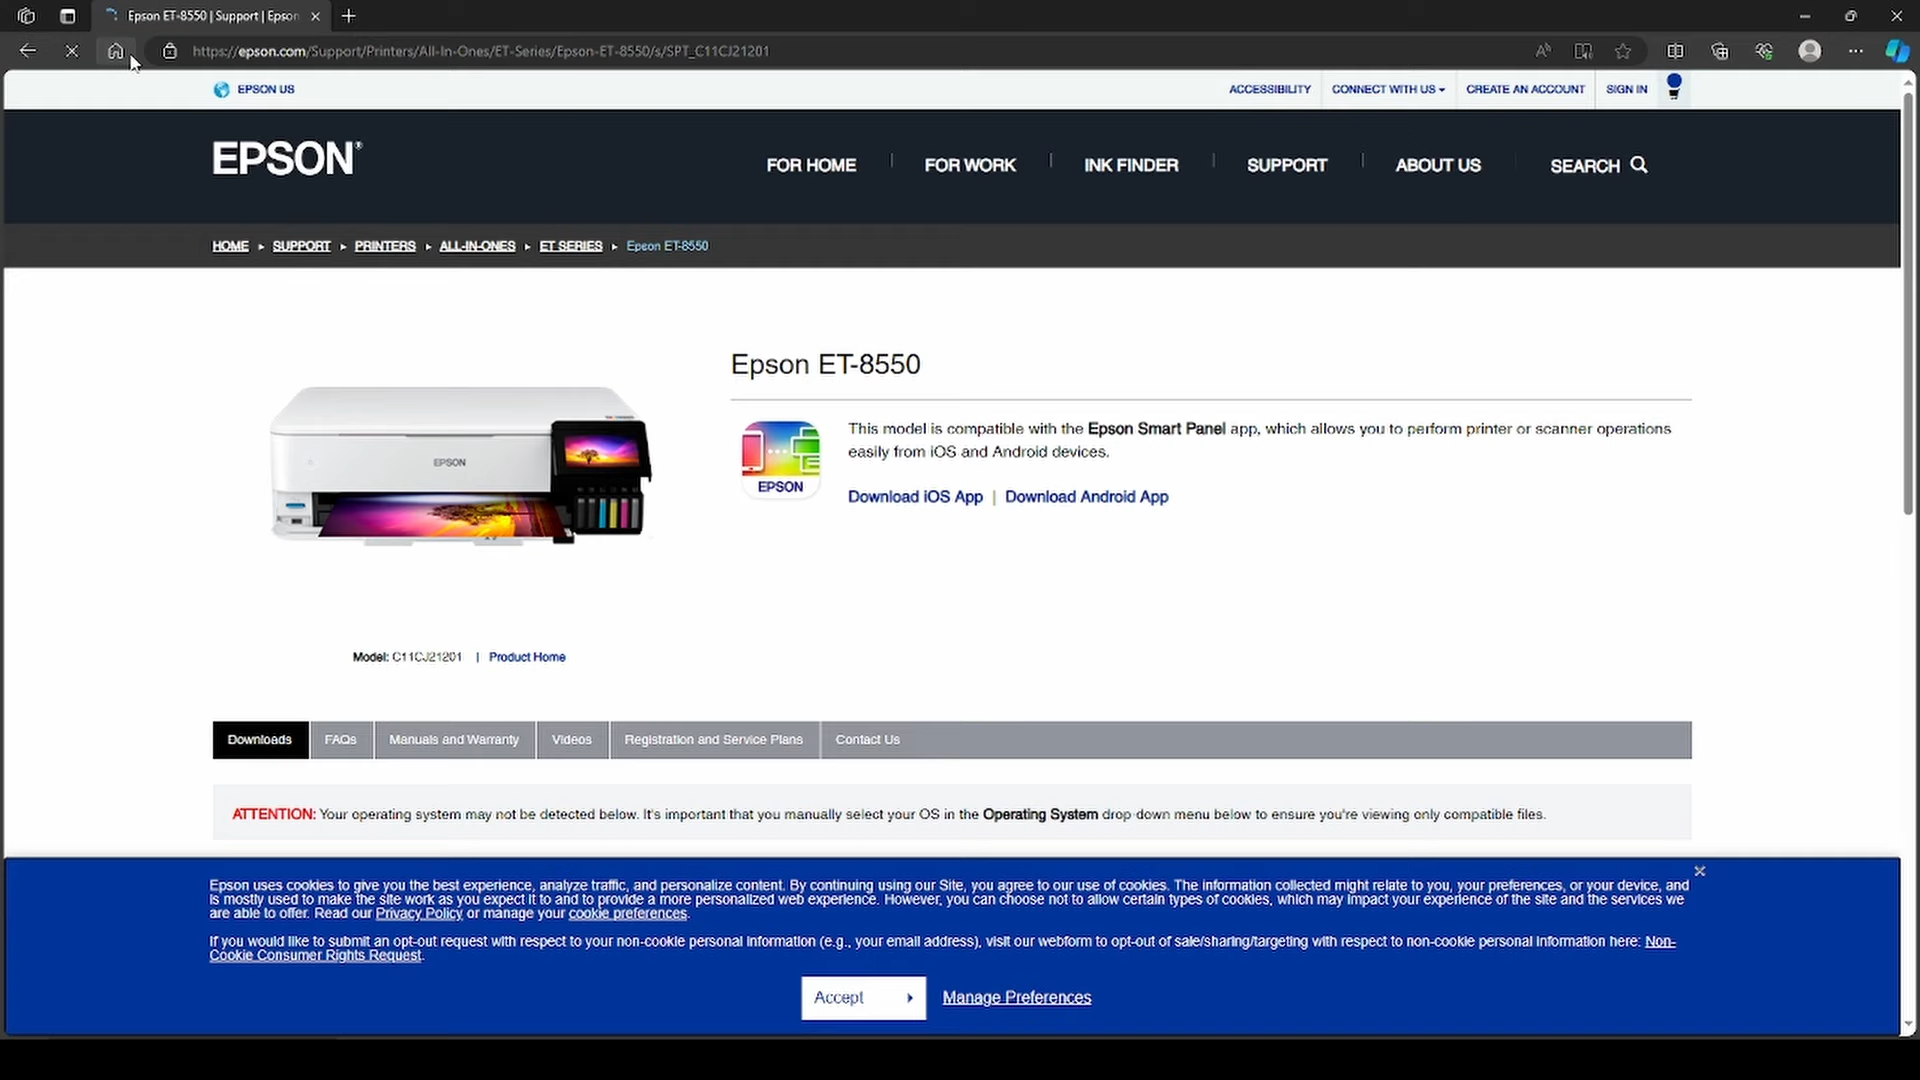 Epson ET-8550 | Support | Epson
https://epson.com/Support/Printers/All-In-Ones/ET-Series/Epson-ET-8550/s/SPT_C11CJ21201
EPSON US
ACCESSIBILITY
CONNECT WITH US
CREATE AN ACCOUNT
SIGN IN
EPSON®
FOR HOME
FOR WORK
INK FINDER
SUPPORT
ABOUT US
SEARCH
HOME ▸ SUPPORT ▸ PRINTERS ▸ ALL-IN-ONES ▸ ET SERIES ▸ Epson ET-8550
Epson ET-8550
This model is compatible with the Epson Smart Panel app, which allows you to perform printer or scanner operations
easily from iOS and Android devices.
EPSON
EPSON
Download iOS App | Download Android App
Model: C11CJ21201 | Product Home
Downloads
FAQs
Manuals and Warranty
Videos
Registration and Service Plans
Contact Us
ATTENTION: Your operating system may not be detected below. It's important that you manually select your OS in the Operating System drop-down menu below to ensure you're viewing only compatible files.
Epson uses cookies to give you the best experience, analyze traffic, and personalize content. By continuing using our Site, you agree to our use of cookies. The information collected might relate to you, your preferences, or your device, and
is mostly used to make the site work as you expect it to and to provide a more personalized web experience. However, you can choose not to allow certain types of cookies, which may impact your experience of the site and the services we
are able to offer. Read our Privacy Policy or manage your cookie preferences.
If you would like to submit an opt-out request with respect to your non-cookie personal information (e.g., your email address), visit our webform to opt-out of sale/sharing/targeting with respect to non-cookie personal information here: Non-
Cookie Consumer Rights Request.
Accept
Manage Preferences